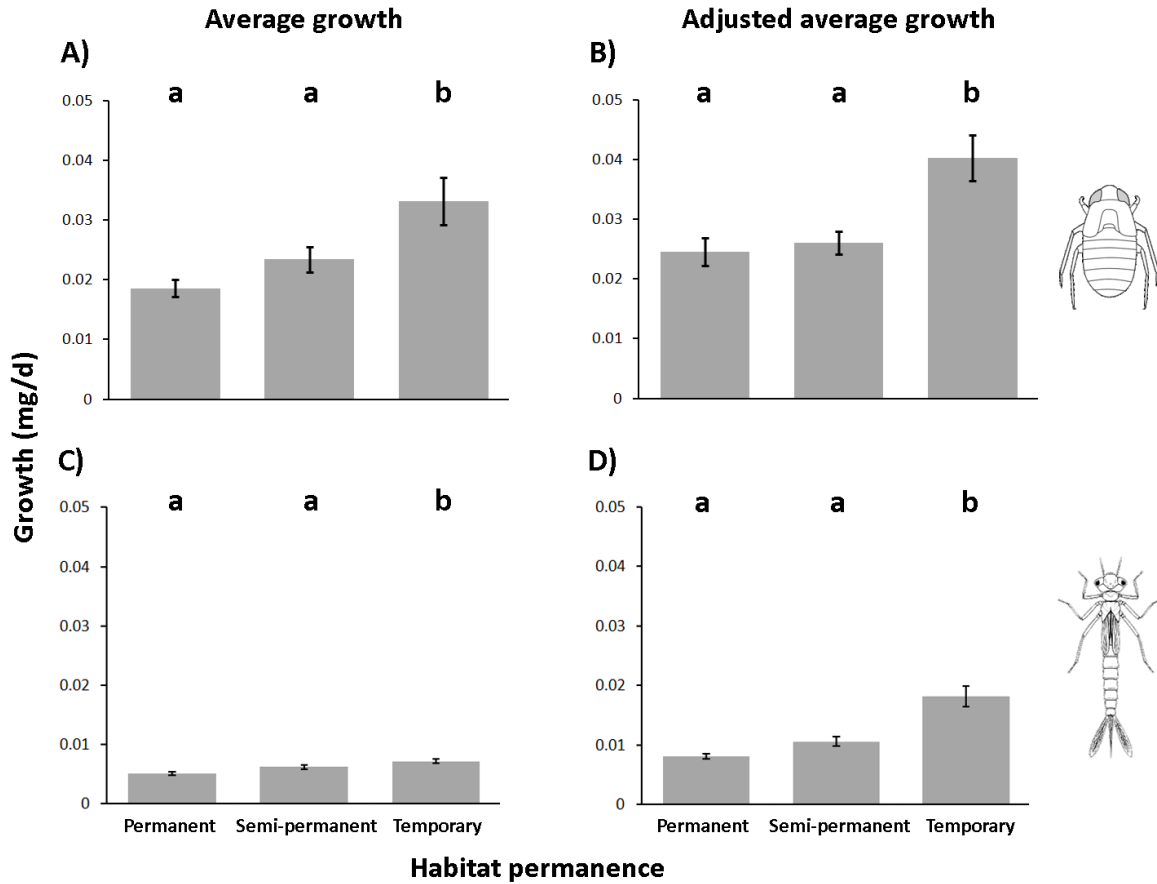 Average growth
Adjusted average growth
A)
B)
a a b
a a b
0.05
0.04
0.03
0.02
0.01
0
0.05
0.04
0.03
0.02
0.01
0
Growth (mg/d)
C)
D)
a a b
a a b
0.05
0.04
0.03
0.02
0.01
0
0.05
0.04
0.03
0.02
0.01
0
Permanent Semi-permanent Temporary
Permanent Semi-permanent Temporary
Habitat permanence